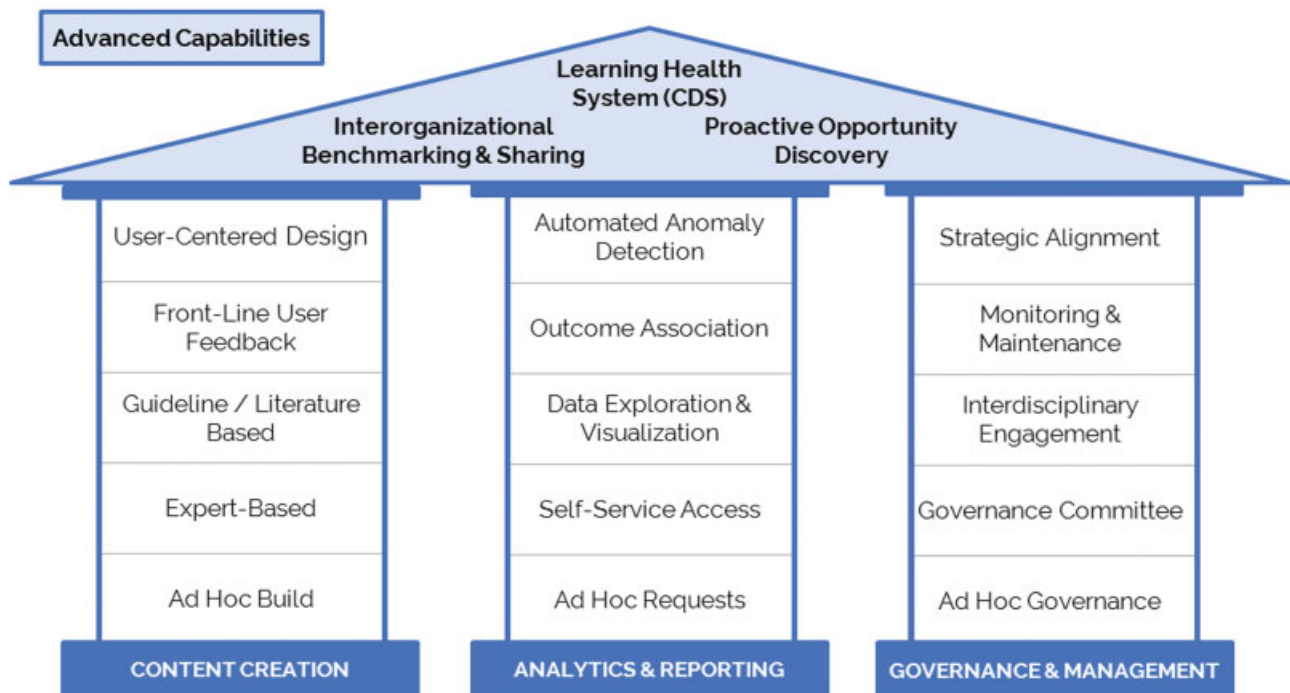 Advanced Capabilities
Learning Health
System (CDS)
Interorganizational
Benchmarking & Sharing
Proactive Opportunity
Discovery
User-Centered Design
Front-Line User
Feedback
Guideline / Literature
Based
Expert-Based
Ad Hoc Build
CONTENT CREATION
Automated Anomaly
Detection
Outcome Association
Data Exploration &
Visualization
Self-Service Access
Ad Hoc Requests
ANALYTICS & REPORTING
Strategic Alignment
Monitoring &
Maintenance
Interdisciplinary
Engagement
Governance Committee
Ad Hoc Governance
GOVERNANCE & MANAGEMENT